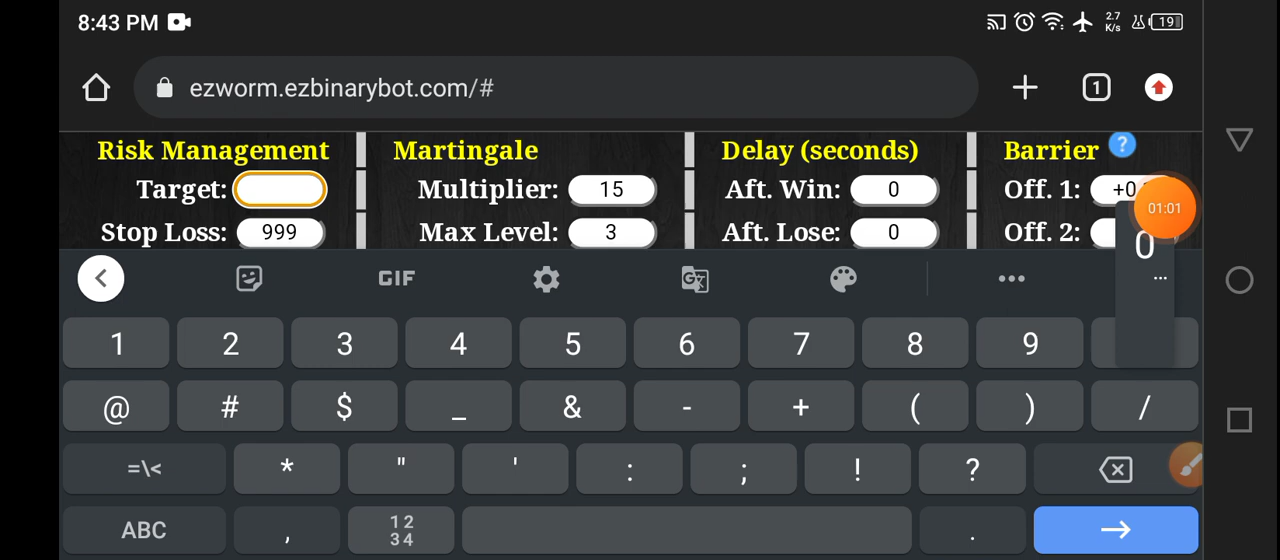 8:43 PM 2.7 K/s 19
ezworm.ezbinarybot.com/# 1
Risk Management Martingale Delay (seconds) Barrier ?
Target: Multiplier: 15 Aft. Win: 0 Off. 1: +0
01:01
Stop Loss: 999 Max Level: 3 Aft. Lose: 0 Off. 2:
0
GIF
1 2 3 4 5 6 7 8 9
@ # $ _ & - + ( ) /
=\< * " ' : ; ! ?
ABC , 1 2 3 4 .